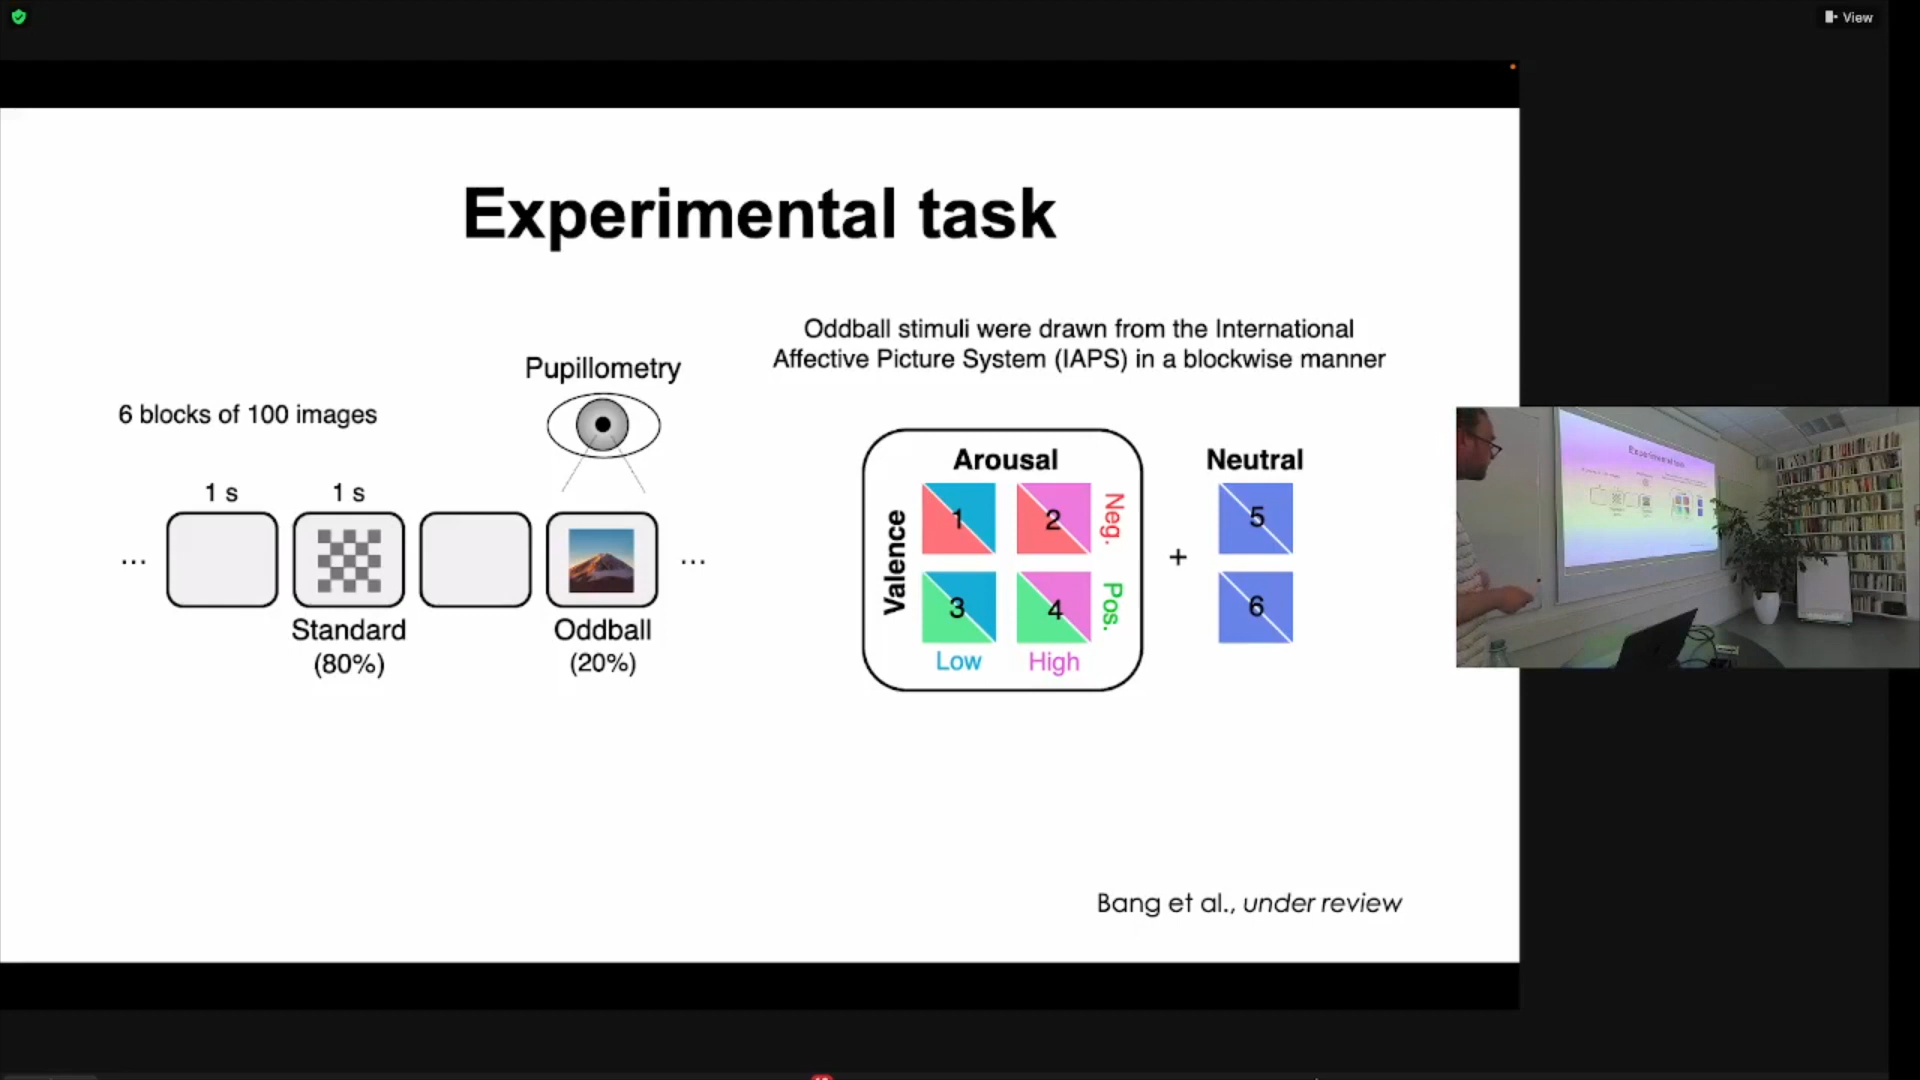 View
Experimental task
Oddball stimuli were drawn from the International
Affective Picture System (IAPS) in a blockwise manner
Pupillometry
6 blocks of 100 images
1 s
1 s
...
Standard
(80%)
Oddball
(20%)
...
Arousal
Valence
1
2
Neg.
3
4
Pos.
Low
High
+
Neutral
5
6
Bang et al., under review
Experimental task